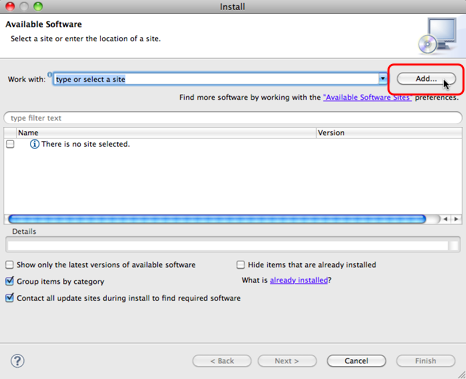 Install
Available Software
Select a site or enter the location of a site.
Work with: type or select a site Add...
Find more software by working with the "Available Software Sites" preferences.
type filter text
Name Version
There is no site selected.
Details
Show only the latest versions of available software Hide items that are already installed
Group items by category What is already installed?
Contact all update sites during install to find required software
? < Back Next > Cancel Finish